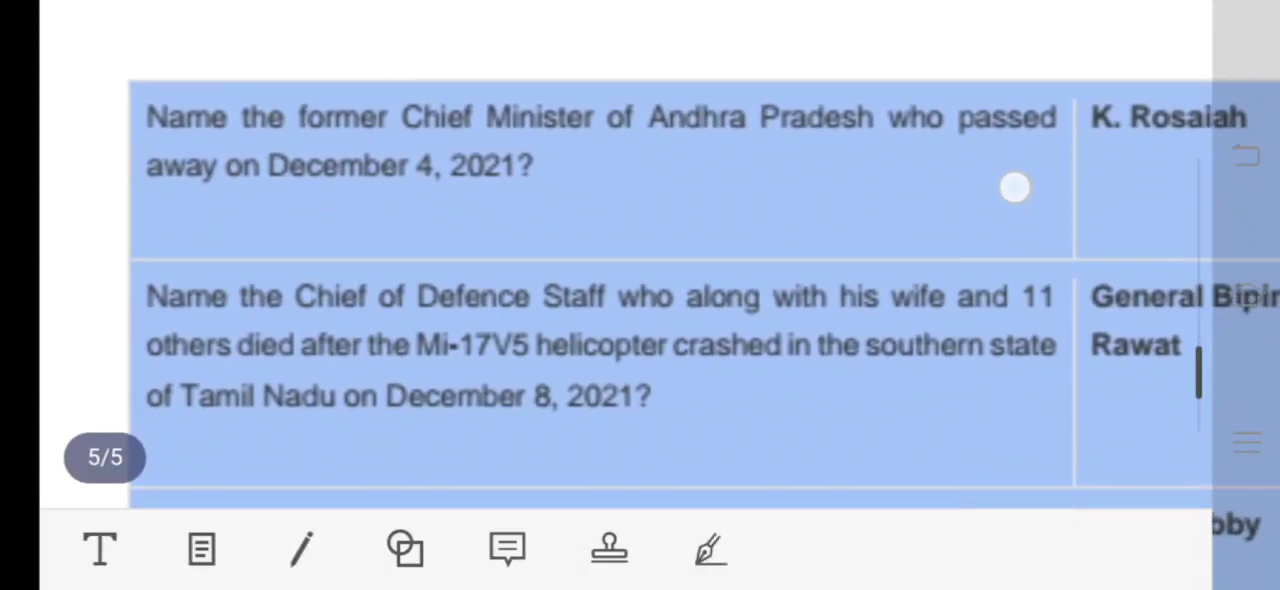 Name the former Chief Minister of Andhra Pradesh who passed
away on December 4, 2021?
K. Rosaiah
Name the Chief of Defence Staff who along with his wife and 11
others died after the Mi-17V5 helicopter crashed in the southern state
of Tamil Nadu on December 8, 2021?
General Bipin
Rawat
5/5
bby